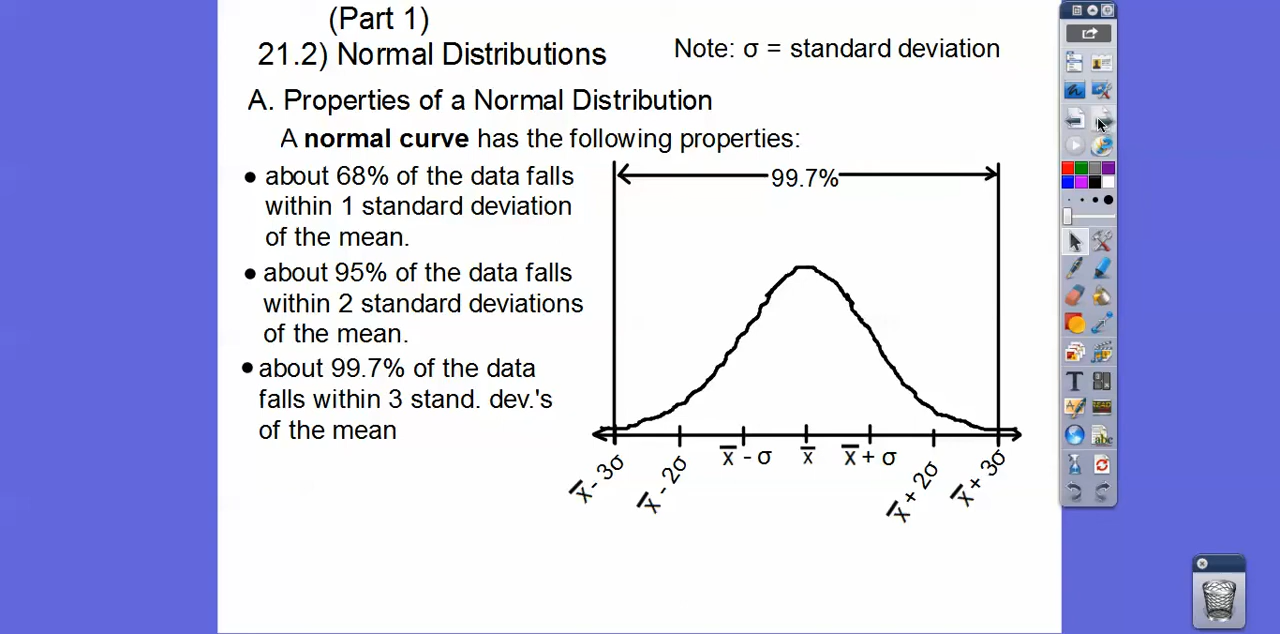 (Part 1)
21.2) Normal Distributions
Note: σ = standard deviation
A. Properties of a Normal Distribution
A normal curve has the following properties:
• about 68% of the data falls
within 1 standard deviation
of the mean.
• about 95% of the data falls
within 2 standard deviations
of the mean.
• about 99.7% of the data
falls within 3 stand. dev.'s
of the mean
99.7%
x̅ - 3σ
x̅ - 2σ
x̅ - σ
x̅
x̅ + σ
x̅ + 2σ
x̅ + 3σ